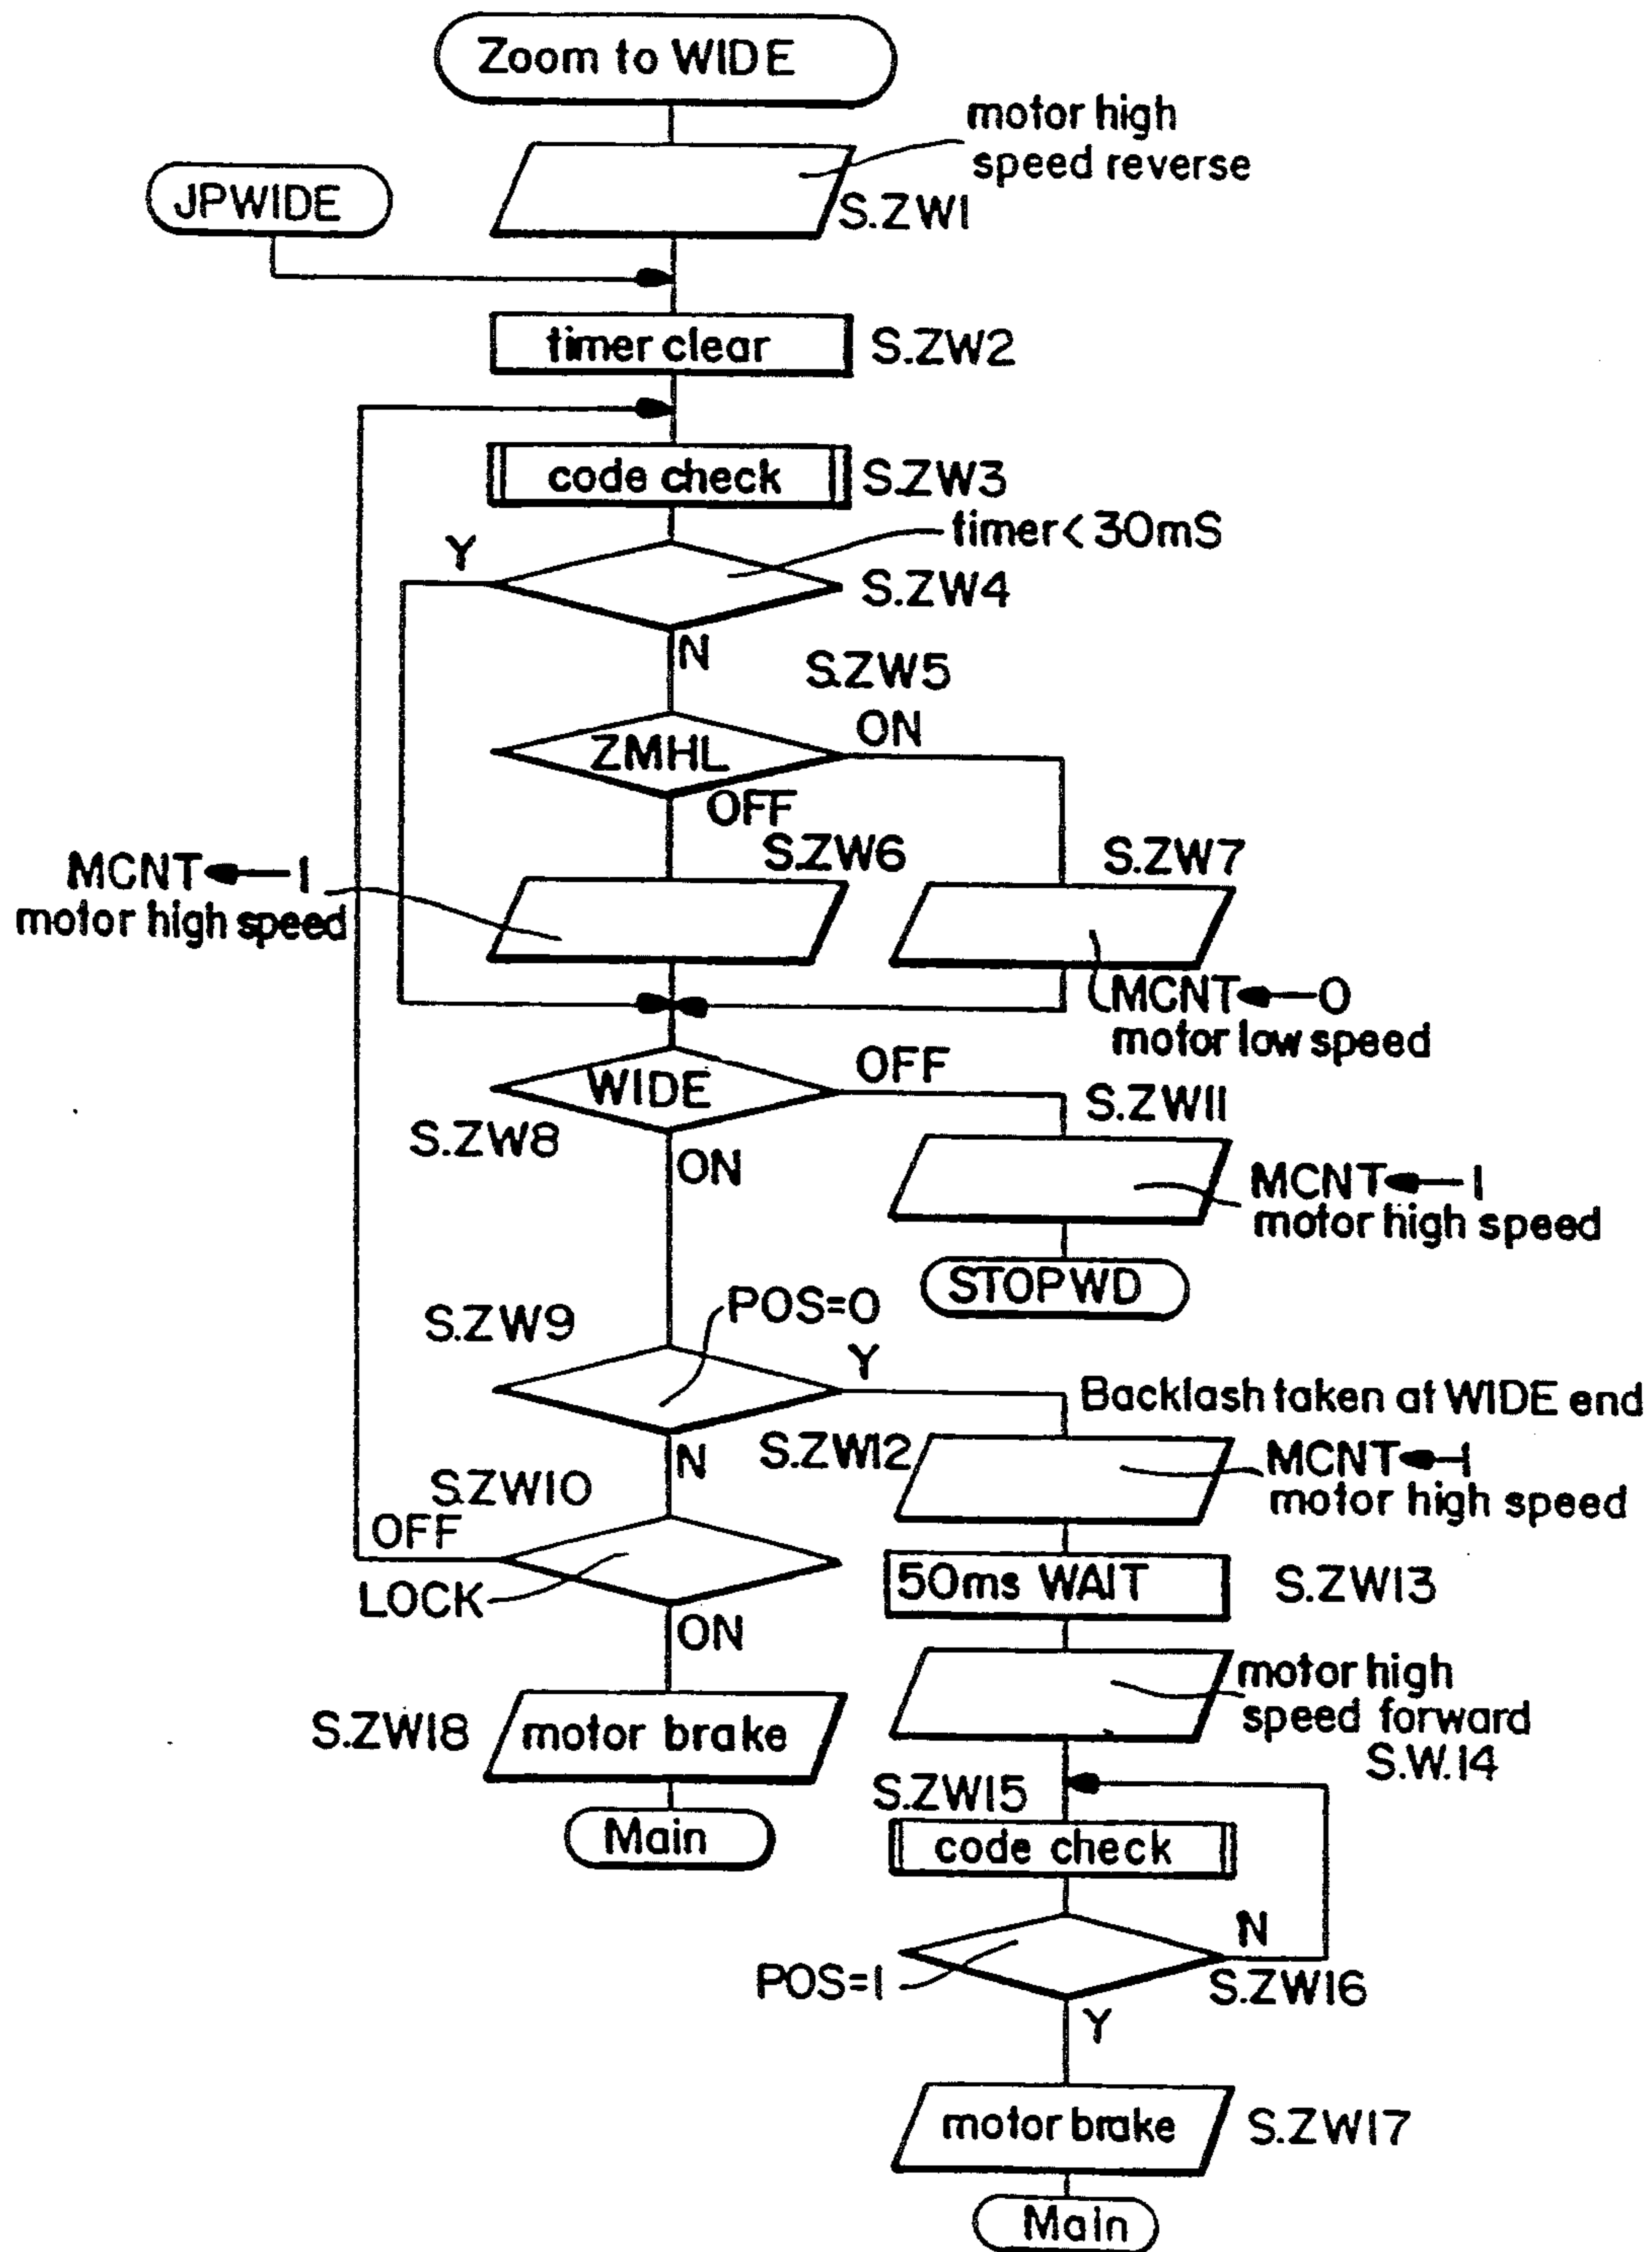 Zoom to WIDE
motor high
speed reverse
S.ZW1
JPWIDE
timer clear
S.ZW2
code check
S.ZW3
timer<30mS
Y
S.ZW4
N
S.ZW5
ZMHL
ON
OFF
S.ZW6
S.ZW7
MCNT←1
motor high speed
MCNT←0
motor low speed
WIDE
OFF
S.ZW8
ON
S.ZW11
MCNT←1
motor high speed
STOPWD
POS=0
S.ZW9
Y
Backlash taken at WIDE end
N
S.ZW12
MCNT←1
motor high speed
S.ZW10
OFF
LOCK
ON
50ms WAIT
S.ZW13
motor high
speed forward
S.W.14
S.ZW18
motor brake
Main
S.ZW15
code check
N
POS=1
S.ZW16
Y
motor brake
S.ZW17
Main